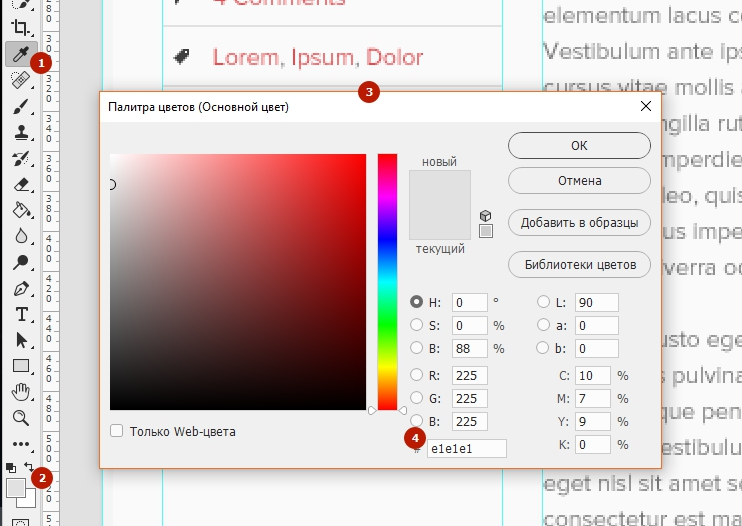 4 Comments
elementum lacus c
Lorem, Ipsum, Dolor
Vestibulum ante ips
cursus vitae mollis a
1
3
Палитра цветов (Основной цвет)
ngilla rut
mperdie
leo, quis
us impe
verra o
новый
текущий
OK
Отмена
Добавить в образцы
Библиотеки цветов
H: 0 °
S: 0 %
B: 88 %
R: 225
G: 225
B: 225
# e1e1e1
L: 90
a: 0
b: 0
C: 10 %
M: 7 %
Y: 9 %
K: 0 %
Только Web-цвета
4
2
usto ege
pulvina
que pen
estibulu
eget nisl sit amet se
consectetur est ma